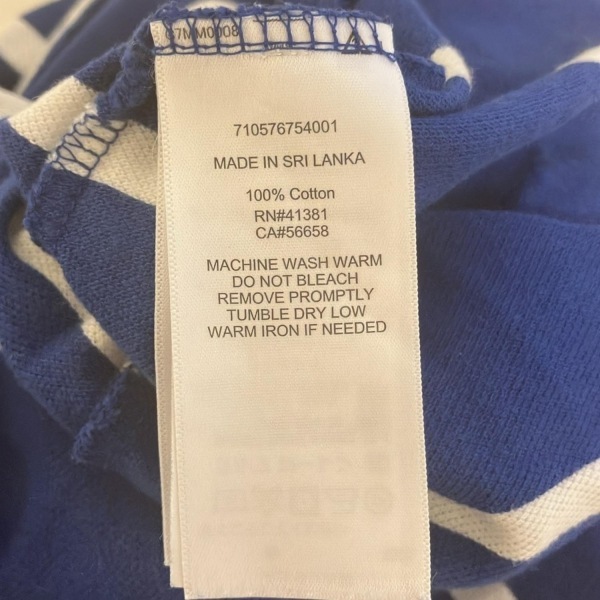 710576754001
MADE IN SRI LANKA
100% Cotton
RN#41381
CA#56658
MACHINE WASH WARM
DO NOT BLEACH
REMOVE PROMPTLY
TUMBLE DRY LOW
WARM IRON IF NEEDED